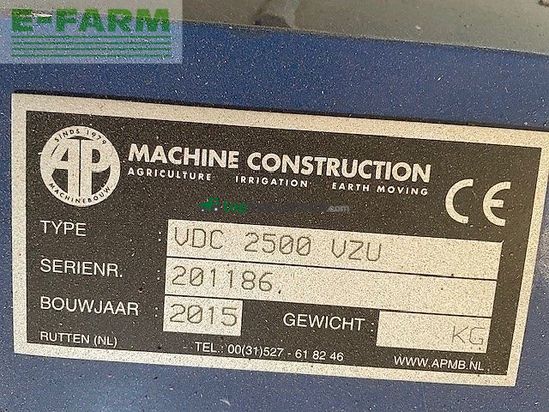 E-FARM
SINDS 1979
AP
MACHINEBOUW
MACHINE CONSTRUCTION
AGRICULTURE IRRIGATION EARTH MOVING
CE
TYPE VDC 2500 VZU
SERIENR. 201186.
BOUWJAAR 2015 GEWICHT KG
RUTTEN (NL) TEL.: 00(31)527 - 61 82 46 WWW.APMB.NL